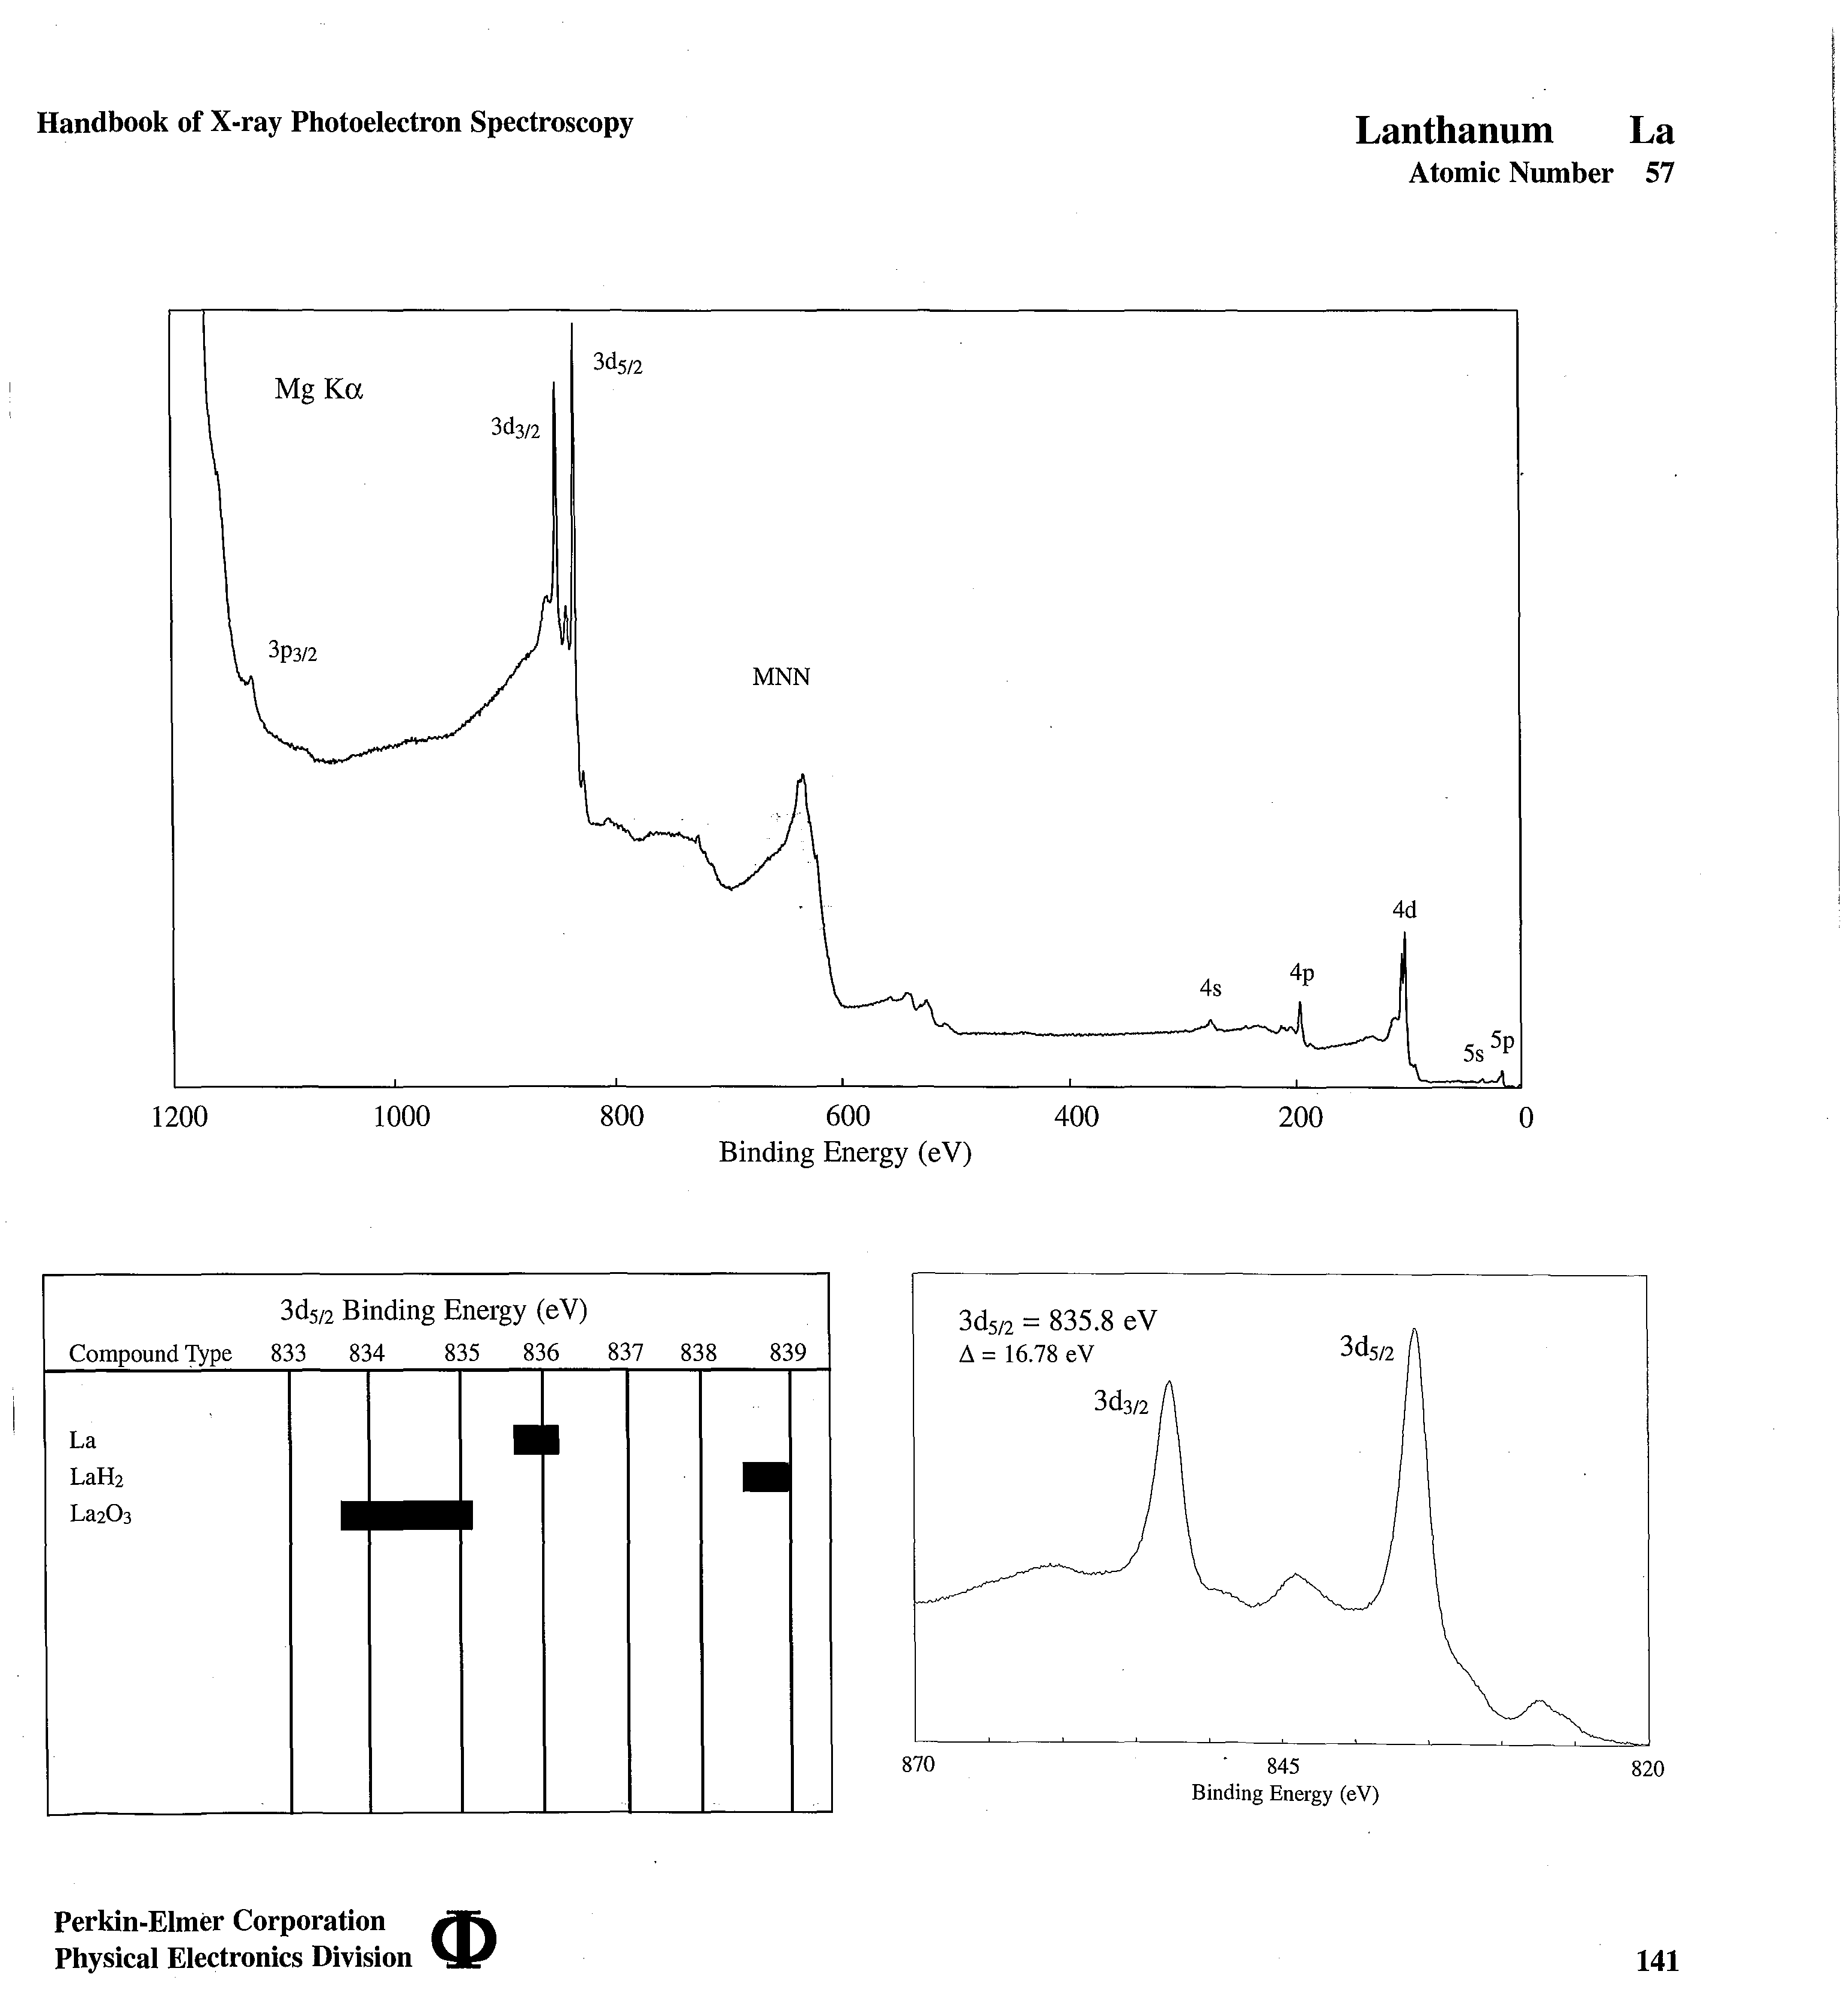 Handbook of X-ray Photoelectron Spectroscopy
Lanthanum La
Atomic Number 57
Mg Kα
3d5/2
3d3/2
3p3/2
MNN
4d
4p
4s
5p
5s
1200 1000 800 600 400 200 0
Binding Energy (eV)
3d5/2 Binding Energy (eV)
Compound Type 833 834 835 836 837 838 839
La
LaH2
La2O3
3d5/2 = 835.8 eV
Δ = 16.78 eV
3d5/2
3d3/2
870 845 820
Binding Energy (eV)
Perkin-Elmer Corporation
Physical Electronics Division
141